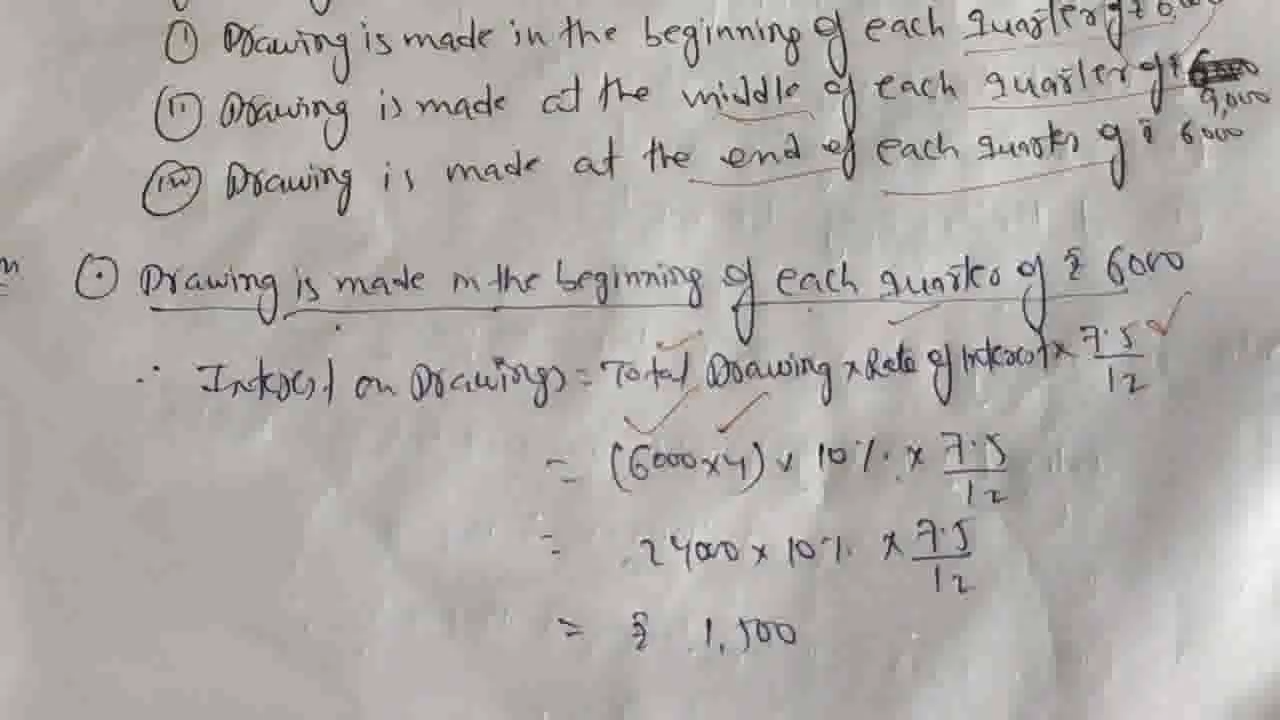 (i) Drawing is made in the beginning of each quarter of ₹ 6,000
(ii) Drawing is made at the middle of each quarter of ₹
9,000
(iii) Drawing is made at the end of each quarter of ₹ 6000
(i) Drawing is made in the beginning of each quarter of ₹ 6000
∴ Interest on Drawings = Total Drawing x Rate of Interest x 7.5/12
= (6000x4) x 10% x 7.5/12
= 24000 x 10% x 7.5/12
= ₹ 1,500